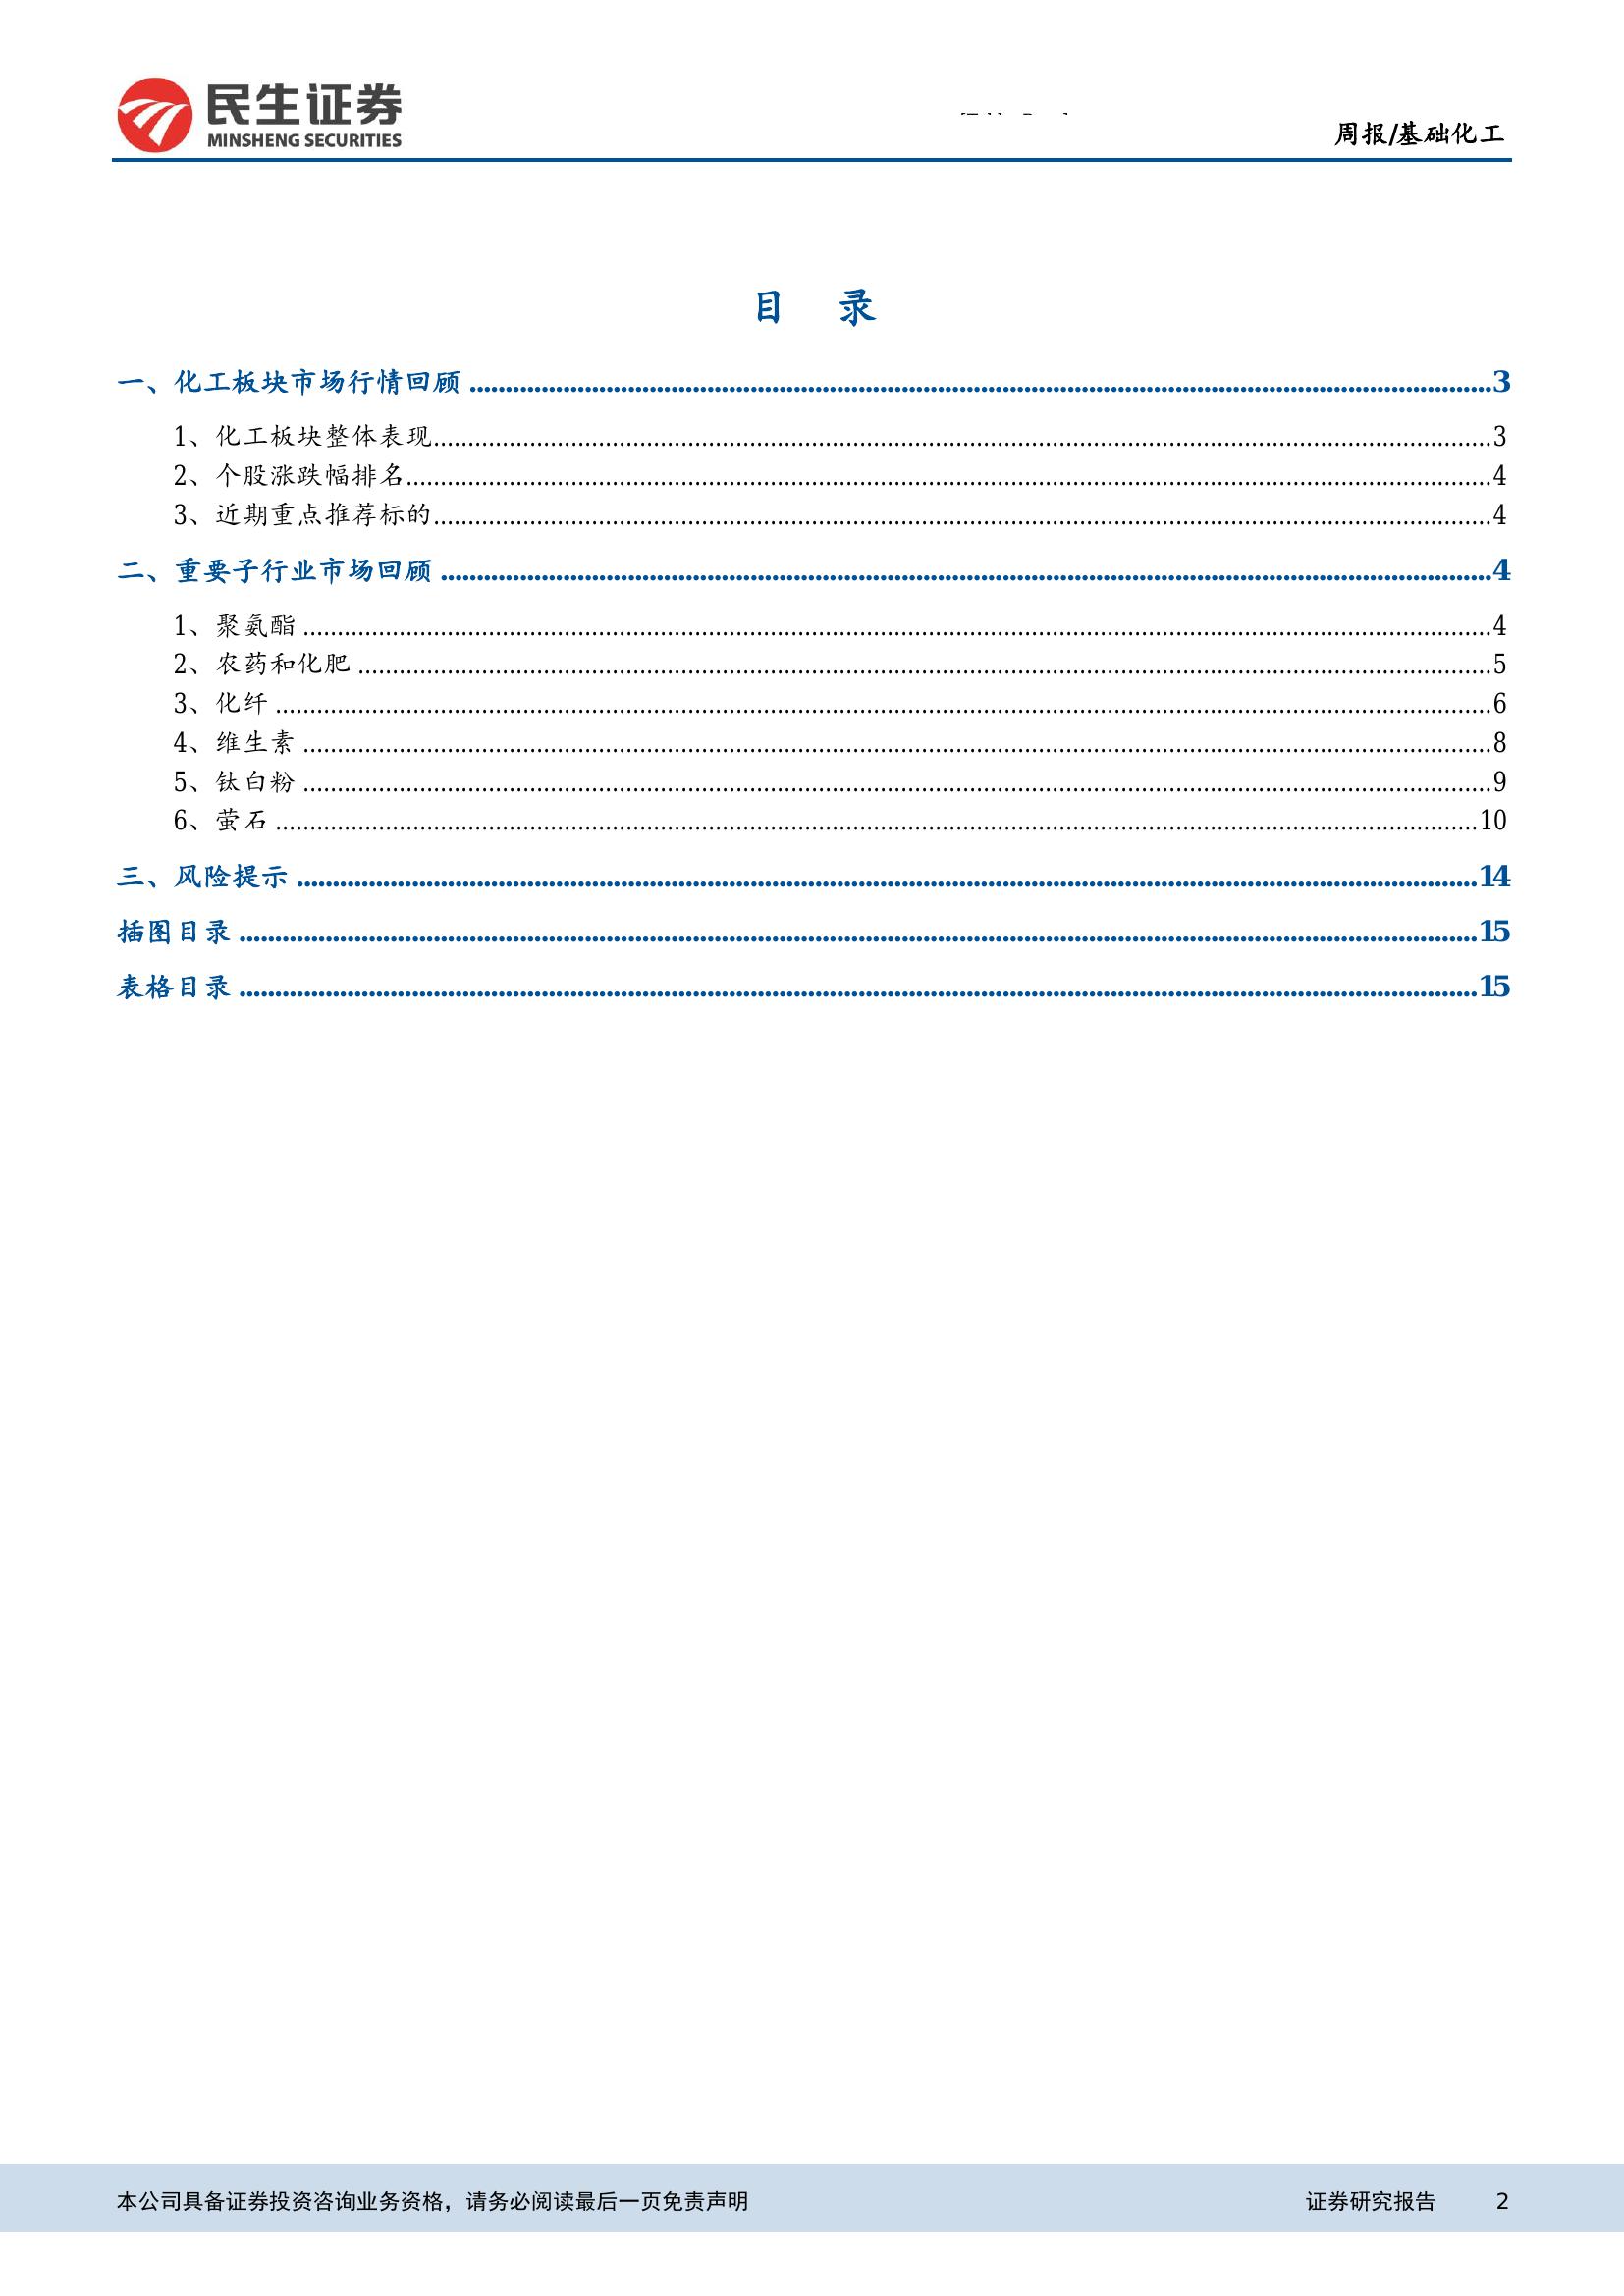 民生证券
MINSHENG SECURITIES
周报/基础化工
目 录
一、化工板块市场行情回顾 ........ 3
1、化工板块整体表现 ........ 3
2、个股涨跌幅排名 ........ 4
3、近期重点推荐标的 ........ 4
二、重要子行业市场回顾 ........ 4
1、聚氨酯 ........ 4
2、农药和化肥 ........ 5
3、化纤 ........ 6
4、维生素 ........ 8
5、钛白粉 ........ 9
6、萤石 ........ 10
三、风险提示 ........ 14
插图目录 ........ 15
表格目录 ........ 15
本公司具备证券投资咨询业务资格，请务必阅读最后一页免责声明 证券研究报告 2